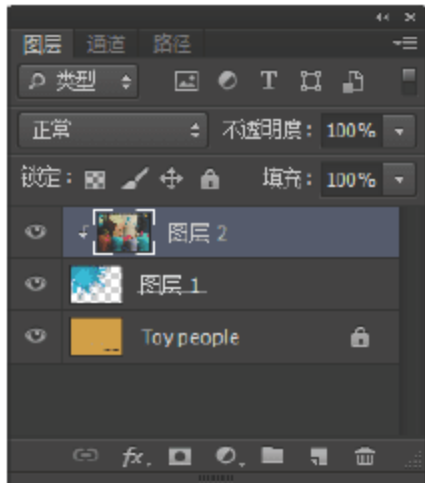 图层 通道 路径
类型
正常 不透明度: 100%
锁定: 填充: 100%
图层 2
图层 1
Toy people
fx.